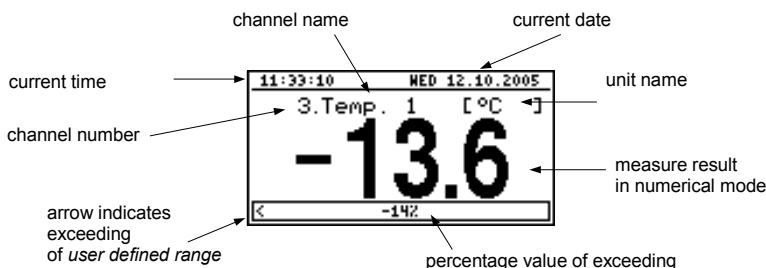 channel name
current date
current time
11:33:10 WED 12.10.2005
unit name
3.Temp. 1 [°C ]
channel number
-13.6
measure result
in numerical mode
arrow indicates
exceeding
of user defined range
< -14%
percentage value of exceeding